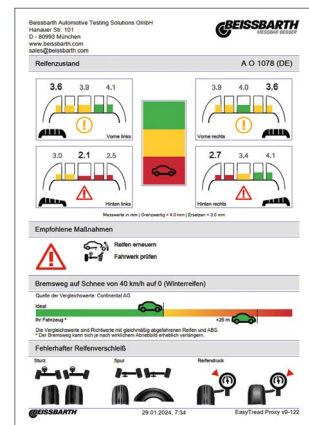 Beissbarth Automotive Testing Solutions GmbH
Hanauer Str. 101
D - 80993 München
www.beissbarth.com
sales@beissbarth.com
BEISSBARTH
MESSBAR BESSER
Reifenzustand
A O 1078 (DE)
3.6 3.9 4.1
Vorne links
3.9 4.0 3.6
Vorne rechts
3.0 2.1 2.5
Hinten links
2.7 3.4 4.1
Hinten rechts
Messwerte in mm | Grenzwertig < 4.0 mm | Ersetzen < 3.0 mm
Empfohlene Maßnahmen
Reifen erneuern
Fahrwerk prüfen
Bremsweg auf Schnee von 40 km/h auf 0 (Winterreifen)
Quelle der Vergleichswerte: Continental AG
Ideal
Ihr Fahrzeug *
+25 m
Die Vergleichswerte sind Richtwerte mit gleichmäßig abgefahrenen Reifen und ABS.
* Der Bremsweg kann sich je nach wirklichem Abriebbild erheblich verlängern.
Fehlerhafter Reifenverschleiß
Sturz
Spur
Reifendruck
BEISSBARTH
29.01.2024, 7:34
EasyTread Proxy v9-122